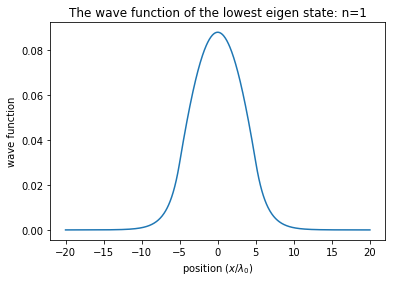 The wave function of the lowest eigen state: n=1
wave function
0.08
0.06
0.04
0.02
0.00
−20 −15 −10 −5 0 5 10 15 20
position (x/λ₀)